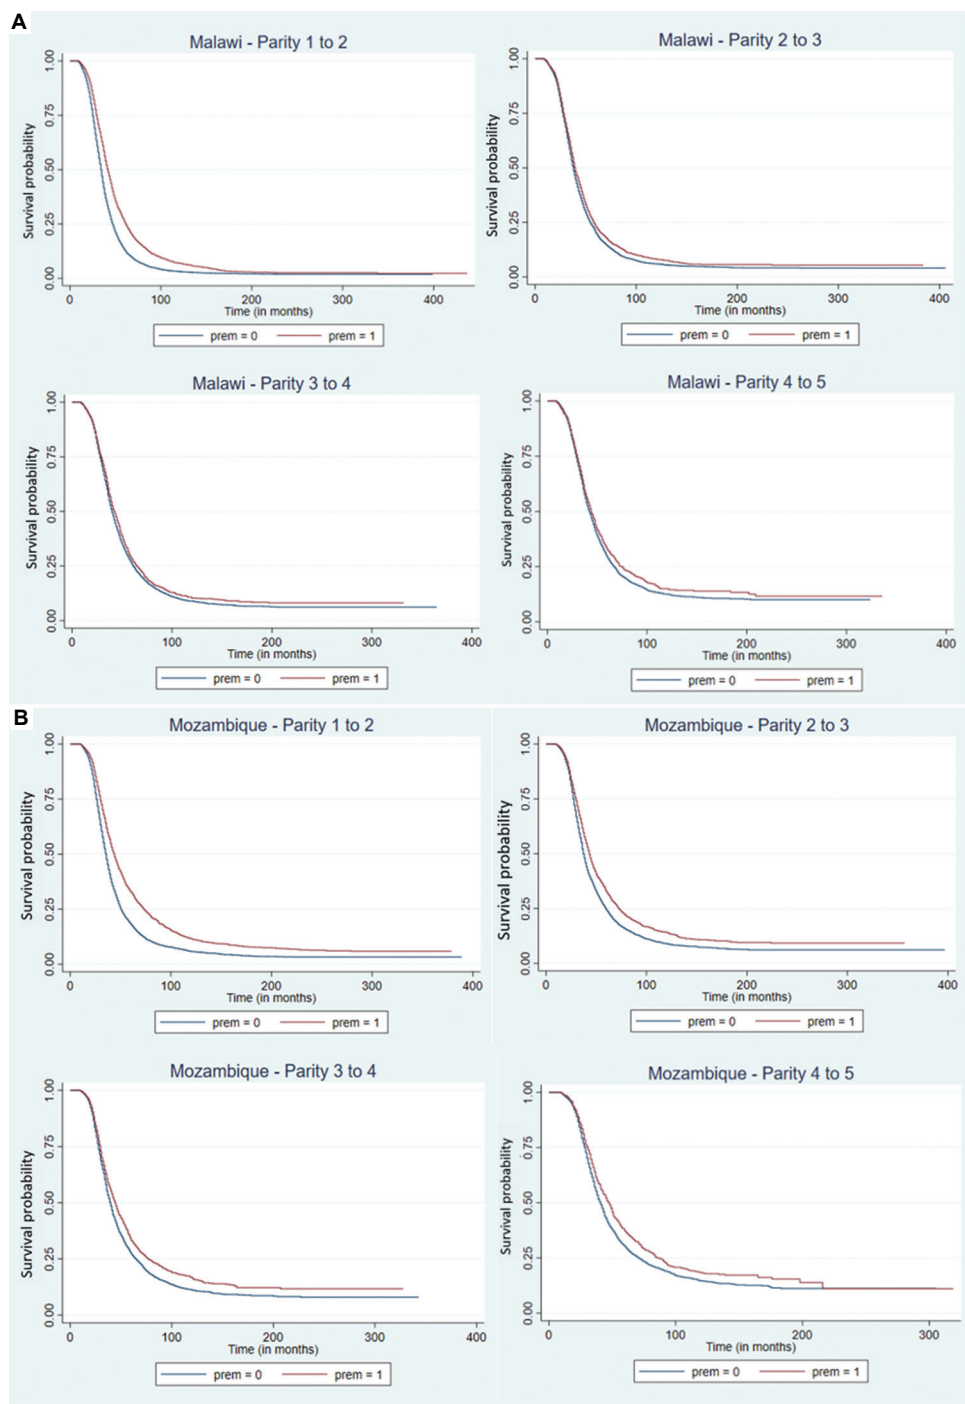 A
Malawi - Parity 1 to 2
Survival probability
1.00
0.75
0.50
0.25
0.00
0 100 200 300 400
Time (in months)
prem = 0 prem = 1
Malawi - Parity 2 to 3
Survival probability
1.00
0.75
0.50
0.25
0.00
0 100 200 300 400
Time (in months)
prem = 0 prem = 1
Malawi - Parity 3 to 4
Survival probability
1.00
0.75
0.50
0.25
0.00
0 100 200 300 400
Time (in months)
prem = 0 prem = 1
Malawi - Parity 4 to 5
Survival probability
1.00
0.75
0.50
0.25
0.00
0 100 200 300 400
Time (in months)
prem = 0 prem = 1
B
Mozambique - Parity 1 to 2
Survival probability
1.00
0.75
0.50
0.25
0.00
0 100 200 300 400
Time (in months)
prem = 0 prem = 1
Mozambique - Parity 2 to 3
Survival probability
1.00
0.75
0.50
0.25
0.00
0 100 200 300 400
Time (in months)
prem = 0 prem = 1
Mozambique - Parity 3 to 4
Survival probability
1.00
0.75
0.50
0.25
0.00
0 100 200 300 400
Time (in months)
prem = 0 prem = 1
Mozambique - Parity 4 to 5
Survival probability
1.00
0.75
0.50
0.25
0.00
0 100 200 300
Time (in months)
prem = 0 prem = 1